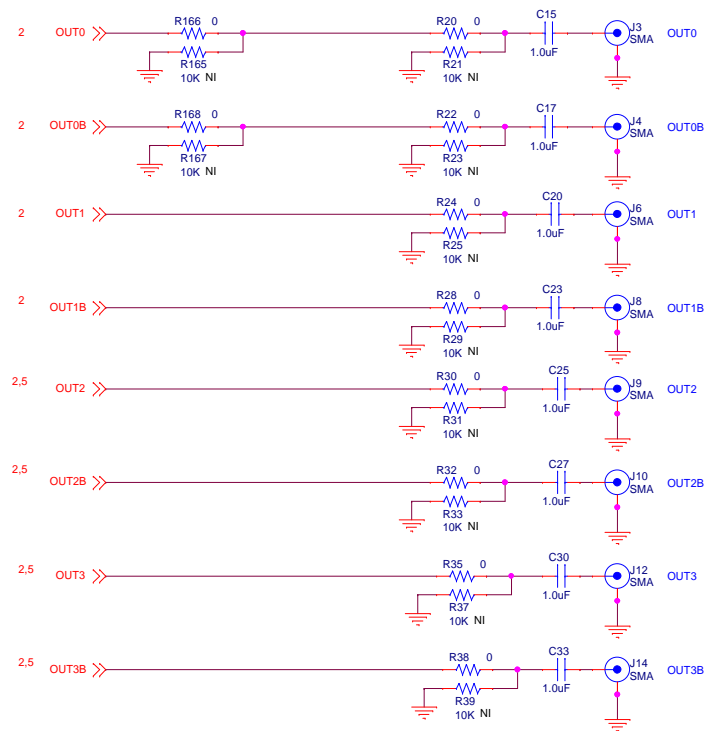 2 OUT0 R166 0 R20 0 C15 J3 OUT0
SMA
R165 R21 1.0uF
10K NI 10K NI
2 OUT0B R168 0 R22 0 C17 J4 OUT0B
SMA
R167 R23 1.0uF
10K NI 10K NI
2 OUT1 R24 0 C20 J6 OUT1
SMA
R25 1.0uF
10K NI
2 OUT1B R28 0 C23 J8 OUT1B
SMA
R29 1.0uF
10K NI
2,5 OUT2 R30 0 C25 J9 OUT2
SMA
R31 1.0uF
10K NI
2,5 OUT2B R32 0 C27 J10 OUT2B
SMA
R33 1.0uF
10K NI
2,5 OUT3 R35 0 C30 J12 OUT3
SMA
R37 1.0uF
10K NI
2,5 OUT3B R38 0 C33 J14 OUT3B
SMA
R39 1.0uF
10K NI